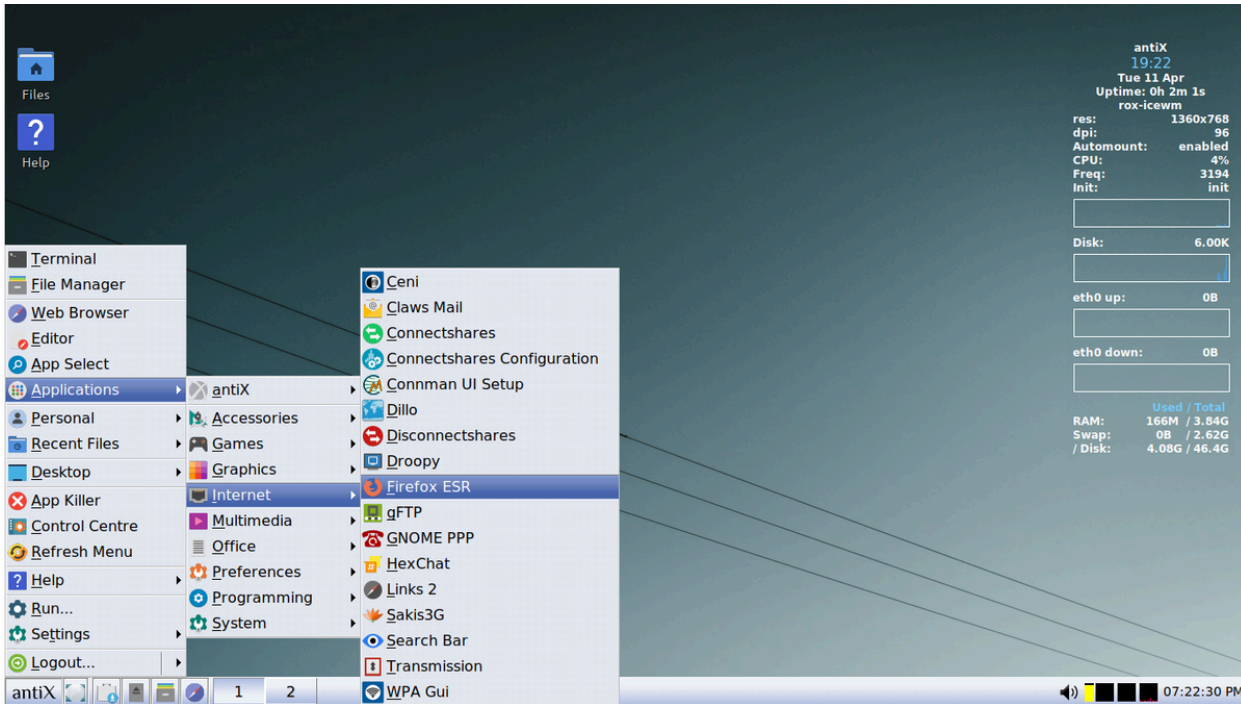 Files
Help
antiX
19:22
Tue 11 Apr
Uptime: 0h 2m 1s
rox-icewm
res: 1360x768
dpi: 96
Automount: enabled
CPU: 4%
Freq: 3194
Init: init
Disk: 6.00K
eth0 up: 0B
eth0 down: 0B
Used / Total
RAM: 166M / 3.84G
Swap: 0B / 2.62G
/ Disk: 4.08G / 46.4G
Terminal
File Manager
Web Browser
Editor
App Select
Applications
Personal
Recent Files
Desktop
App Killer
Control Centre
Refresh Menu
Help
Run...
Settings
Logout...
antiX
Accessories
Games
Graphics
Internet
Multimedia
Office
Preferences
Programming
System
Ceni
Claws Mail
Connectshares
Connectshares Configuration
Connman UI Setup
Dillo
Disconnectshares
Droopy
Firefox ESR
gFTP
GNOME PPP
HexChat
Links 2
Sakis3G
Search Bar
Transmission
WPA Gui
antiX 1 2 07:22:30 PM